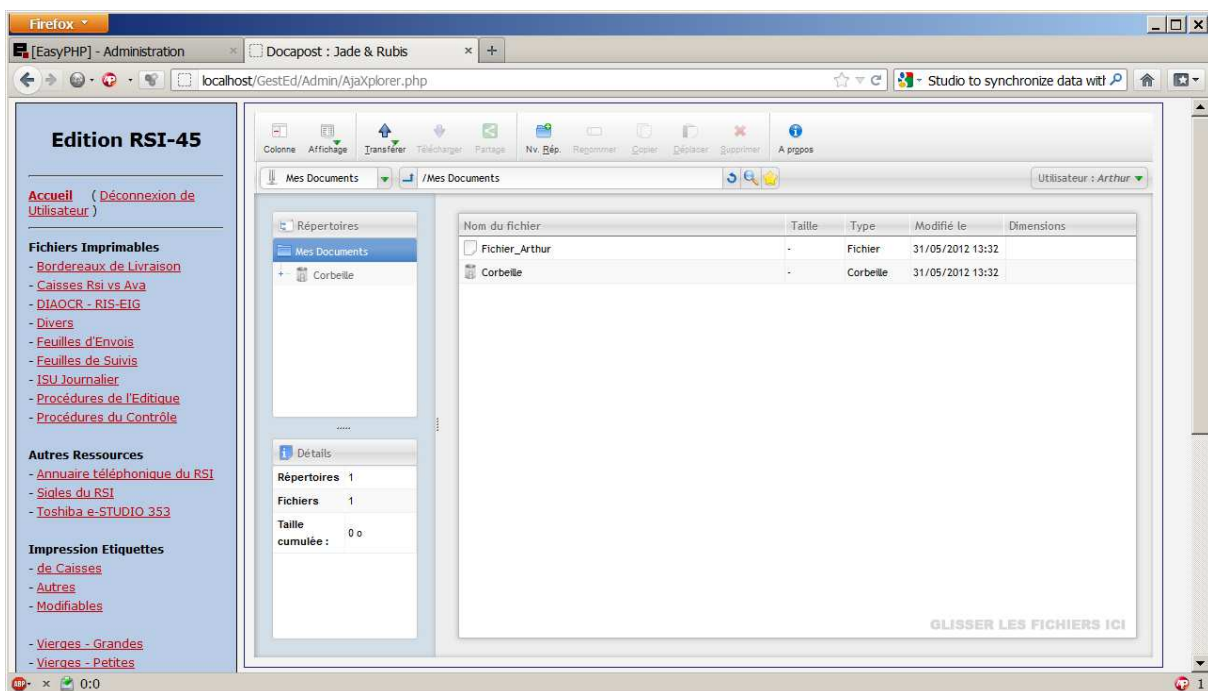 Firefox
[EasyPHP] - Administration
Docapost : Jade & Rubis
localhost/GestEd/Admin/AjaXplorer.php
Studio to synchronize data with
Edition RSI-45
Accueil ( Déconnexion de
Utilisateur )
Fichiers Imprimables
- Bordereaux de Livraison
- Caisses Rsi vs Ava
- DIAOCR - RIS-EIG
- Divers
- Feuilles d'Envois
- Feuilles de Suivis
- ISU Journalier
- Procédures de l'Editique
- Procédures du Contrôle
Autres Ressources
- Annuaire téléphonique du RSI
- Sigles du RSI
- Toshiba e-STUDIO 353
Impression Etiquettes
- de Caisses
- Autres
- Modifiables
- Vierges - Grandes
- Vierges - Petites
Colonne Affichage Transférer Télécharger Partage Nv. Rép. Renommer Copier Déplacer Supprimer A propos
Mes Documents /Mes Documents Utilisateur : Arthur
Répertoires
Mes Documents
Corbeille
Nom du fichier Taille Type Modifié le Dimensions
Fichier_Arthur - Fichier 31/05/2012 13:32
Corbeille - Corbeille 31/05/2012 13:32
Détails
Répertoires 1
Fichiers 1
Taille
cumulée : 0 o
GLISSER LES FICHIERS ICI
ABP
0:0
1